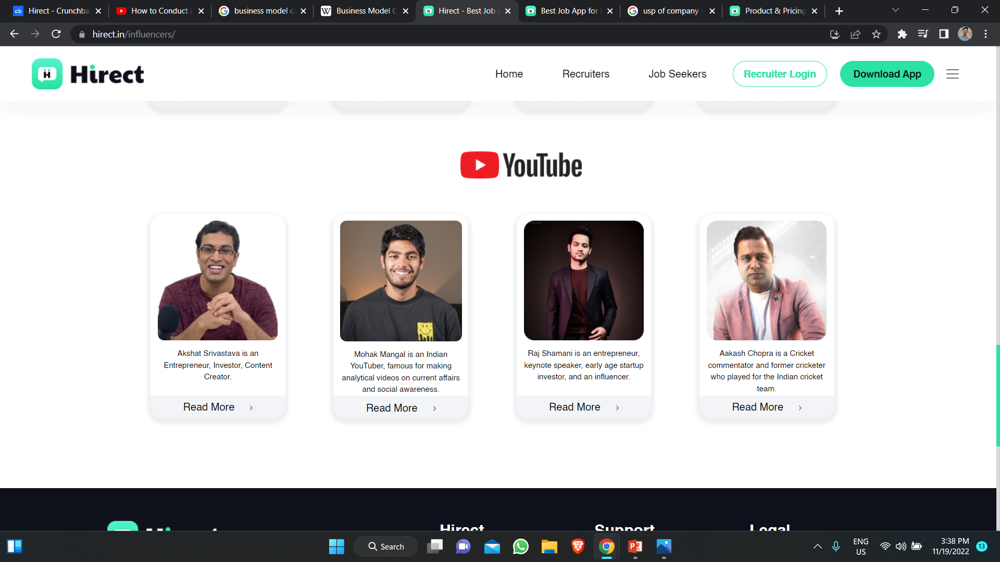 cb Hirect - Crunchba
How to Conduct a
business model c
W Business Model C
Hirect - Best Job A
Best Job App for
usp of company -
Product & Pricing
hirect.in/influencers/
H Hirect
Home
Recruiters
Job Seekers
Recruiter Login
Download App
YouTube
Akshat Srivastava is an
Entrepreneur, Investor, Content
Creator.
Read More
Mohak Mangal is an Indian
YouTuber, famous for making
analytical videos on current affairs
and social awareness.
Read More
Raj Shamani is an entrepreneur,
keynote speaker, early age startup
investor, and an influencer.
Read More
Aakash Chopra is a Cricket
commentator and former cricketer
who played for the Indian cricket
team.
Read More
Hirect
Hirect
Support
Legal
Search
ENG
US
3:38 PM
11/19/2022
13